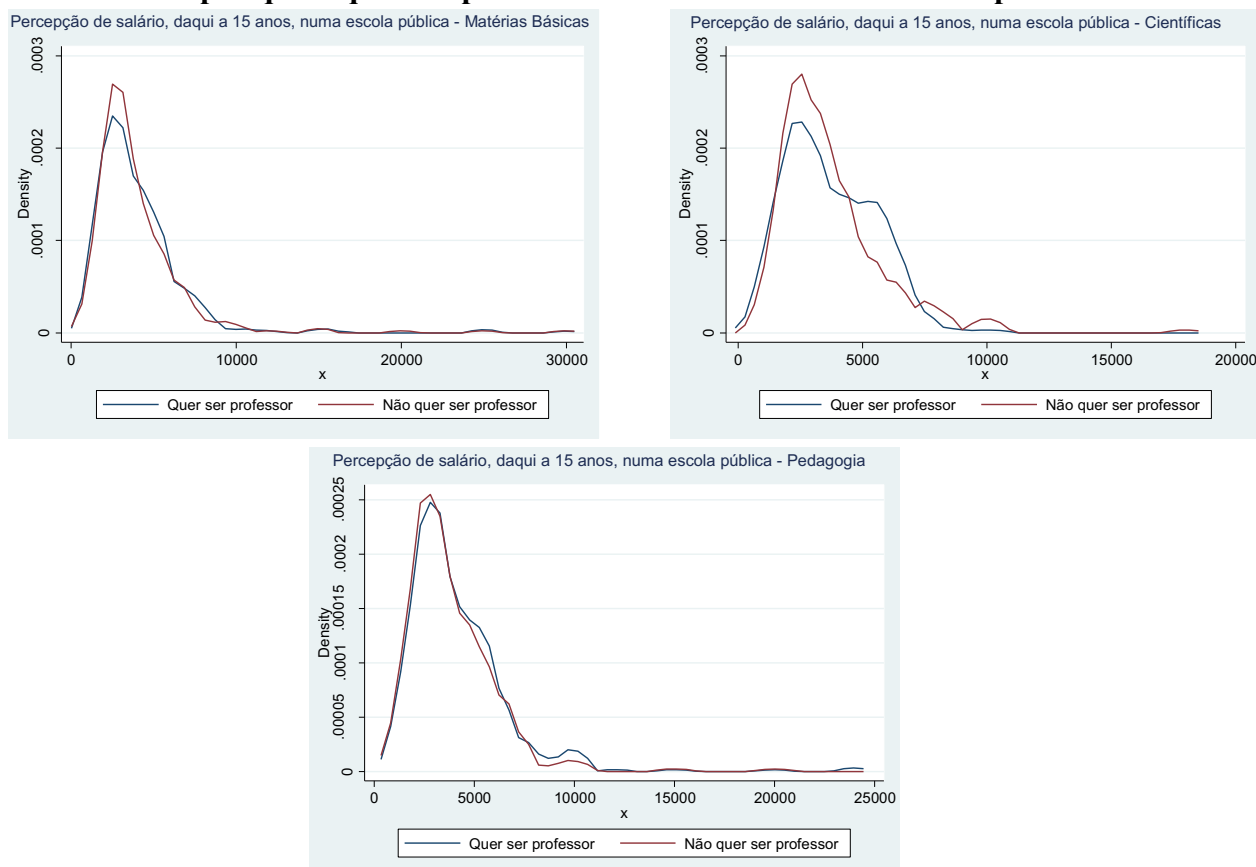 Percepção de salário, daqui a 15 anos, numa escola pública - Matérias Básicas
Density
0 .0001 .0002 .0003
0 10000 20000 30000
x
Quer ser professor Não quer ser professor
Percepção de salário, daqui a 15 anos, numa escola pública - Científicas
Density
0 .0001 .0002 .0003
0 5000 10000 15000 20000
x
Quer ser professor Não quer ser professor
Percepção de salário, daqui a 15 anos, numa escola pública - Pedagogia
Density
0 .00005 .0001 .00015 .0002 .00025
0 5000 10000 15000 20000 25000
x
Quer ser professor Não quer ser professor